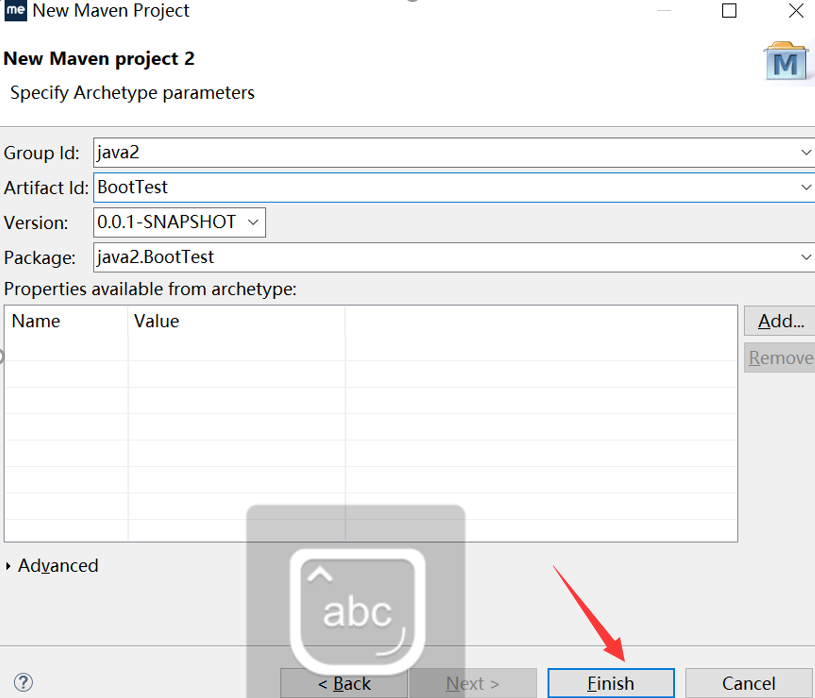 me New Maven Project
New Maven project 2
M
Specify Archetype parameters
Group Id: java2
Artifact Id: BootTest
Version: 0.0.1-SNAPSHOT
Package: java2.BootTest
Properties available from archetype:
Name Value
Add...
Remove
Advanced
abc
? < Back Next > Finish Cancel